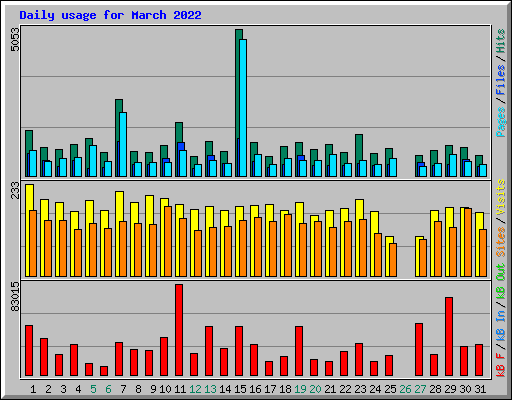 Daily usage for March 2022
5053
Pages / Files / Hits
233
Sites / Visits
83015
kB F / kB In / kB Out
1 2 3 4 5 6 7 8 9 10 11 12 13 14 15 16 17 18 19 20 21 22 23 24 25 26 27 28 29 30 31